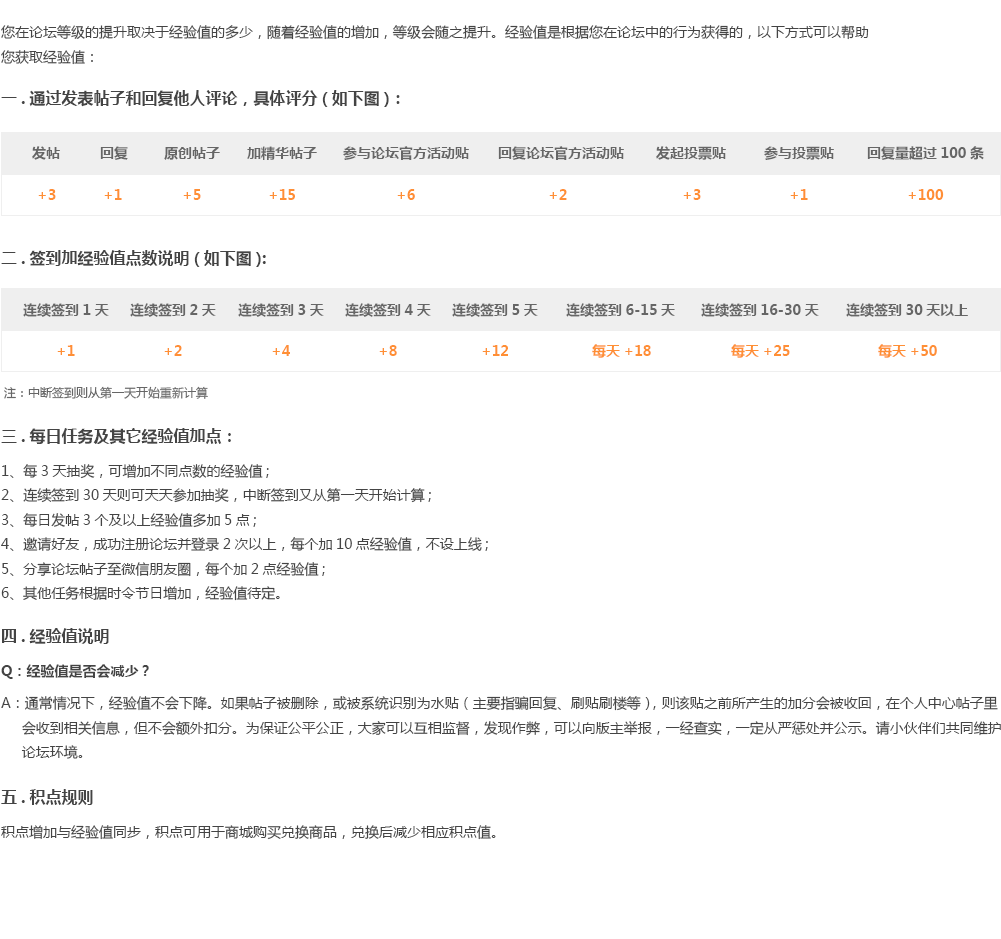 您在论坛等级的提升取决于经验值的多少，随着经验值的增加，等级会随之提升。经验值是根据您在论坛中的行为获得的，以下方式可以帮助
您获取经验值：
一 . 通过发表帖子和回复他人评论，具体评分 ( 如下图 )：
发帖 回复 原创帖子 加精华帖子 参与论坛官方活动贴 回复论坛官方活动贴 发起投票贴 参与投票贴 回复量超过 100 条
+3 +1 +5 +15 +6 +2 +3 +1 +100
二 . 签到加经验值点数说明 ( 如下图 ):
连续签到 1 天 连续签到 2 天 连续签到 3 天 连续签到 4 天 连续签到 5 天 连续签到 6-15 天 连续签到 16-30 天 连续签到 30 天以上
+1 +2 +4 +8 +12 每天 +18 每天 +25 每天 +50
注：中断签到则从第一天开始重新计算
三 . 每日任务及其它经验值加点：
1、每 3 天抽奖，可增加不同点数的经验值；
2、连续签到 30 天则可天天参加抽奖，中断签到又从第一天开始计算；
3、每日发帖 3 个及以上经验值多加 5 点；
4、邀请好友，成功注册论坛并登录 2 次以上，每个加 10 点经验值，不设上线；
5、分享论坛帖子至微信朋友圈，每个加 2 点经验值；
6、其他任务根据时令节日增加，经验值待定。
四 . 经验值说明
Q：经验值是否会减少？
A：通常情况下，经验值不会下降。如果帖子被删除，或被系统识别为水贴（主要指骗回复、刷贴刷楼等），则该贴之前所产生的加分会被收回，在个人中心帖子里
会收到相关信息，但不会额外扣分。为保证公平公正，大家可以互相监督，发现作弊，可以向版主举报，一经查实，一定从严惩处并公示。请小伙伴们共同维护
论坛环境。
五 . 积点规则
积点增加与经验值同步，积点可用于商城购买兑换商品，兑换后减少相应积点值。